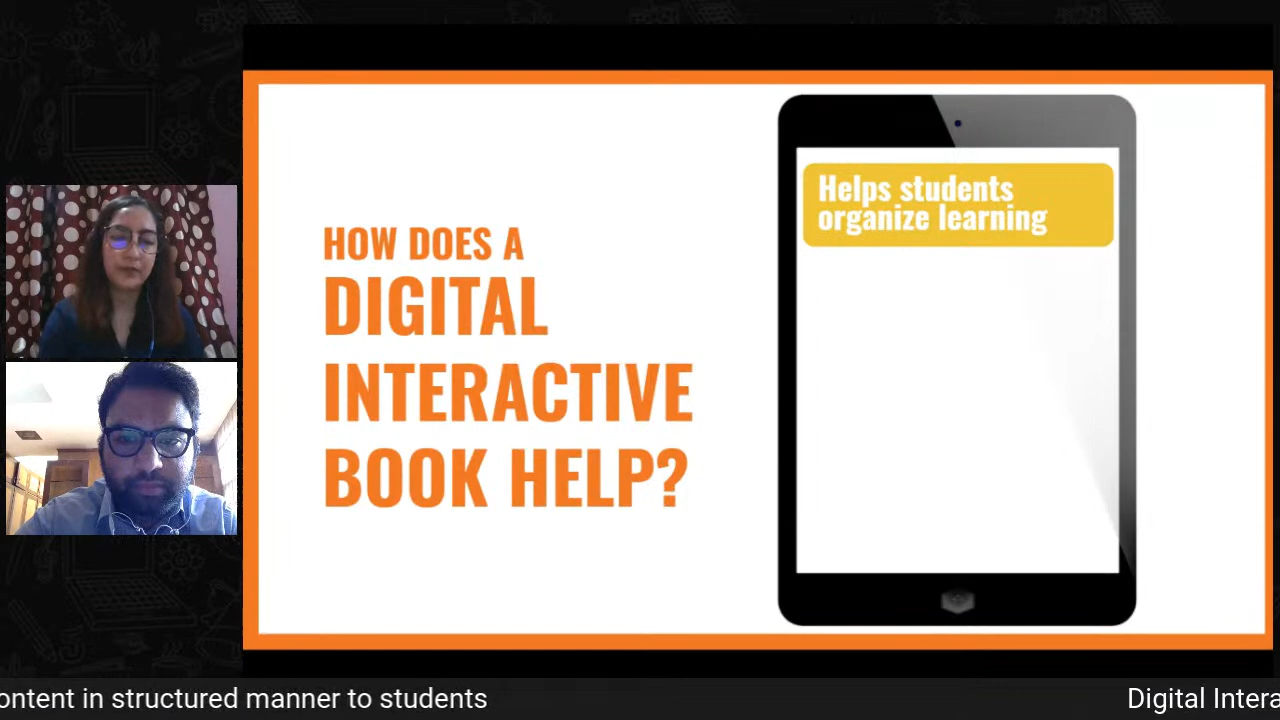 HOW DOES A
DIGITAL
INTERACTIVE
BOOK HELP?
Helps students
organize learning
ontent in structured manner to students
Digital Intera